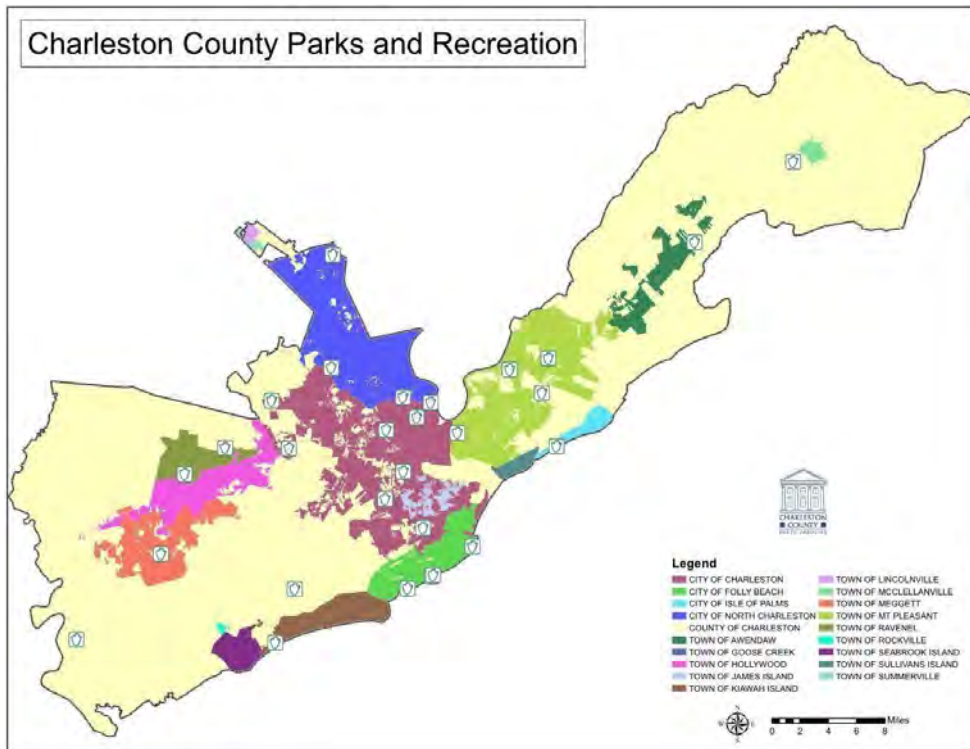 Charleston County Parks and Recreation
CHARLESTON
COUNTY
SOUTH CAROLINA
Legend
CITY OF CHARLESTON
CITY OF FOLLY BEACH
CITY OF ISLE OF PALMS
CITY OF NORTH CHARLESTON
COUNTY OF CHARLESTON
TOWN OF AWENDAW
TOWN OF GOOSE CREEK
TOWN OF HOLLYWOOD
TOWN OF JAMES ISLAND
TOWN OF KIAWAH ISLAND
TOWN OF LINCOLNVILLE
TOWN OF MCCLELLANVILLE
TOWN OF MEGGETT
TOWN OF MT PLEASANT
TOWN OF RAVENEL
TOWN OF ROCKVILLE
TOWN OF SEABROOK ISLAND
TOWN OF SULLIVANS ISLAND
TOWN OF SUMMERVILLE
N
W E
S
Miles
0 2 4 6 8